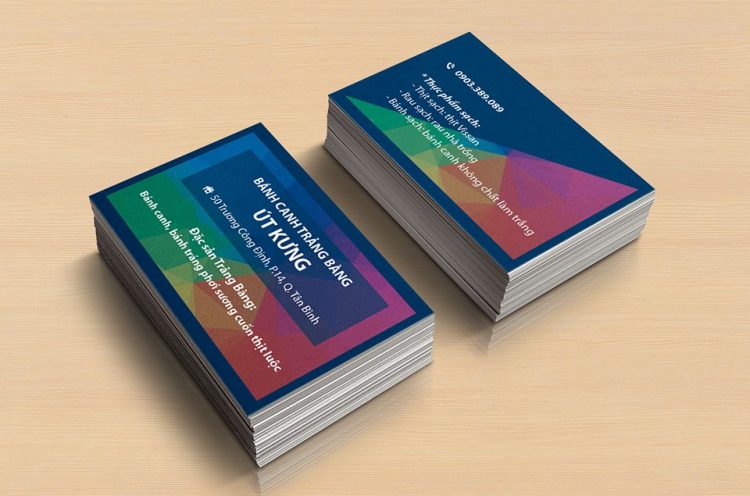 BÁNH CANH TRẢNG BÀNG
ÚT KỨNG
50 Trương Công Định, P.14, Q. Tân Bình
Đặc sản Trảng Bàng:
Bánh canh, bánh tráng phơi sương cuốn thịt luộc
0903.389.089
* Thực phẩm sạch:
- Thịt sạch: thịt Vissan
- Rau sạch: rau nhà trồng
- Bánh sạch: bánh canh không chất làm trắng